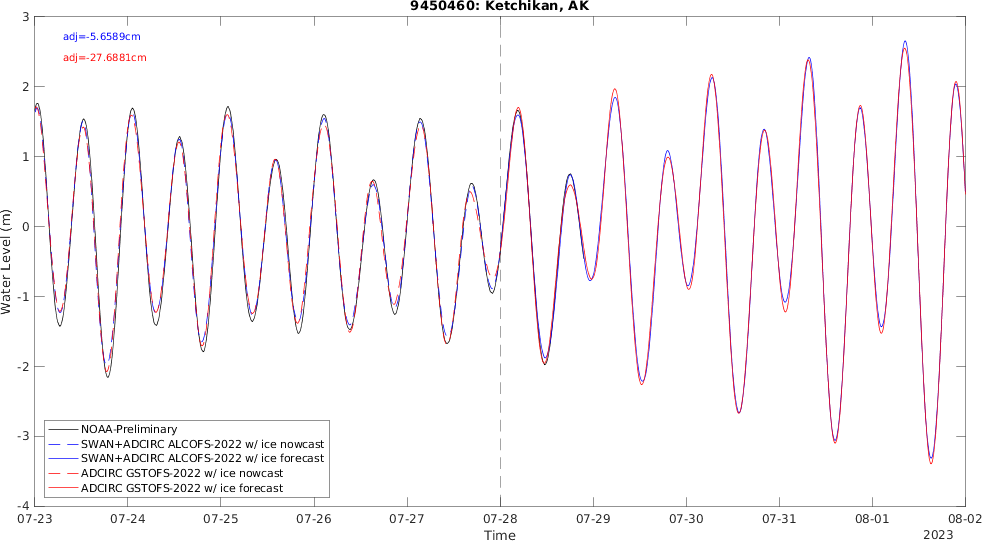 9450460: Ketchikan, AK
adj=-5.6589cm
adj=-27.6881cm
Water Level (m)
3
2
1
0
-1
-2
-3
-4
NOAA-Preliminary
SWAN+ADCIRC ALCOFS-2022 w/ ice nowcast
SWAN+ADCIRC ALCOFS-2022 w/ ice forecast
ADCIRC GSTOFS-2022 w/ ice nowcast
ADCIRC GSTOFS-2022 w/ ice forecast
07-23 07-24 07-25 07-26 07-27 07-28 07-29 07-30 07-31 08-01 08-02
Time
2023